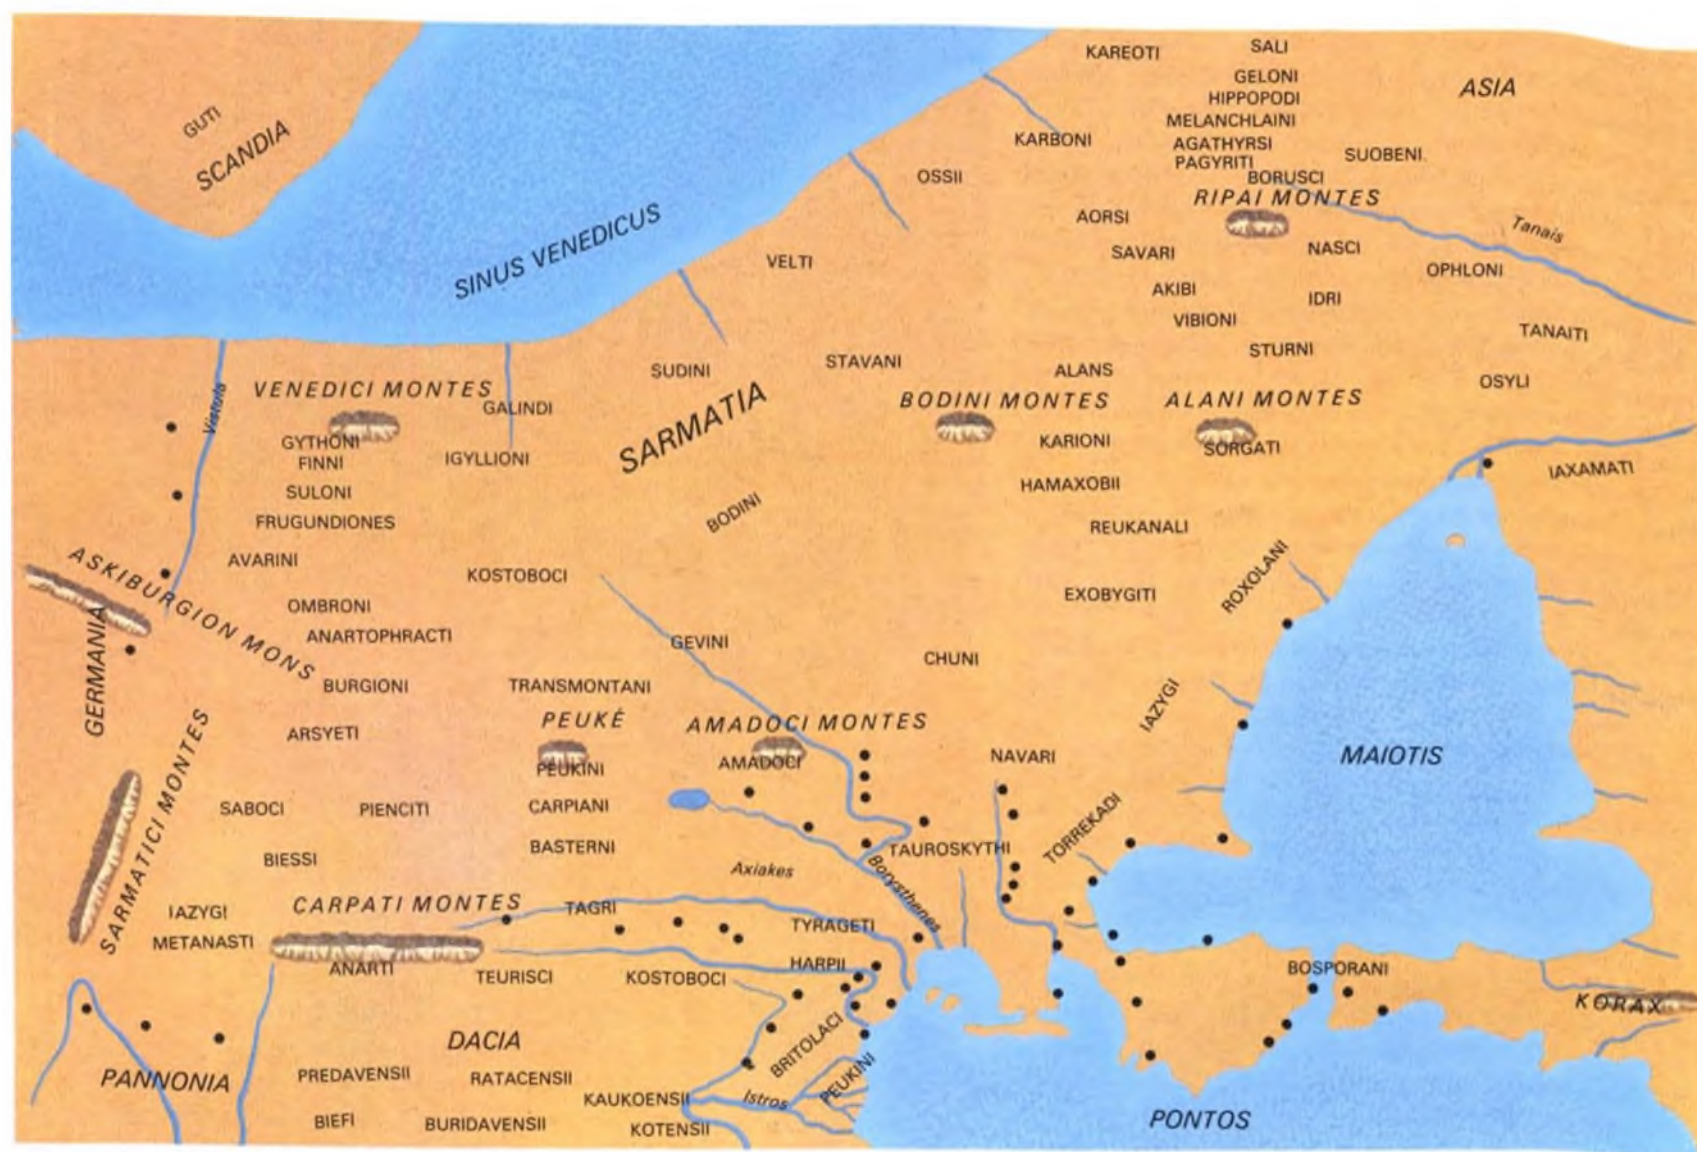 KAREOTI
SALI
GELONI
HIPPOPODI
MELANCHLAINI
AGATHYRSI
PAGYRITI
BORUSCI
RIPAI MONTES
ASIA
SUOBENI
GUTI
SCANDIA
KARBONI
OSSII
AORSI
SAVARI
NASCI
Tanais
OPHLONI
SINUS VENEDICUS
VELTI
AKIBI
IDRI
VIBIONI
TANAITI
STURNI
SUDINI
STAVANI
ALANS
OSYLI
Vistula
VENEDICI MONTES
GALINDI
SARMATIA
BODINI MONTES
ALANI MONTES
GYTHONI
FINNI
IGYLLIONI
KARIONI
SORGATI
IAXAMATI
SULONI
HAMAXOBII
FRUGUNDIONES
BODINI
REUKANALI
AVARINI
KOSTOBOCI
ASKIBURGION MONS
EXOBYGITI
ROXOLANI
OMBRONI
ANARTOPHRACTI
GERMANIA
GEVINI
CHUNI
BURGIONI
TRANSMONTANI
IAZYGI
PEUKÉ
AMADOCI MONTES
ARSYETI
SARMATICI MONTES
PEUKINI
AMADOCI
NAVARI
MAIOTIS
SABOCI
PIENCITI
CARPIANI
TORREKADI
BIESSI
BASTERNI
TAUROSKYTHI
Axiakes
Borysthenes
IAZYGI
METANASTI
CARPATI MONTES
TAGRI
TYRAGETI
ANARTI
TEURISCI
KOSTOBOCI
HARPII
BOSPORANI
KORAX
DACIA
BRITOLACI
PANNONIA
PREDAVENSII
RATACENSII
PEUKINI
KAUKOENSII
Istros
BIEFI
BURIDAVENSII
KOTENSII
PONTOS